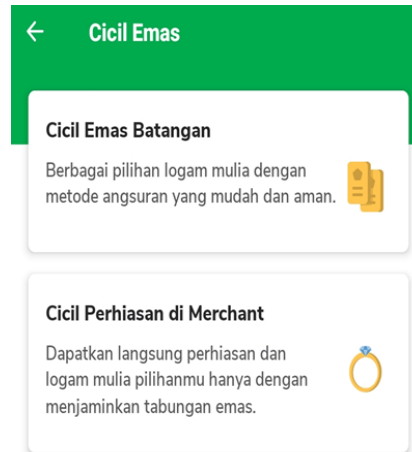 Cicil Emas
Cicil Emas Batangan
Berbagai pilihan logam mulia dengan
metode angsuran yang mudah dan aman.
Cicil Perhiasan di Merchant
Dapatkan langsung perhiasan dan
logam mulia pilihanmu hanya dengan
menjaminkan tabungan emas.